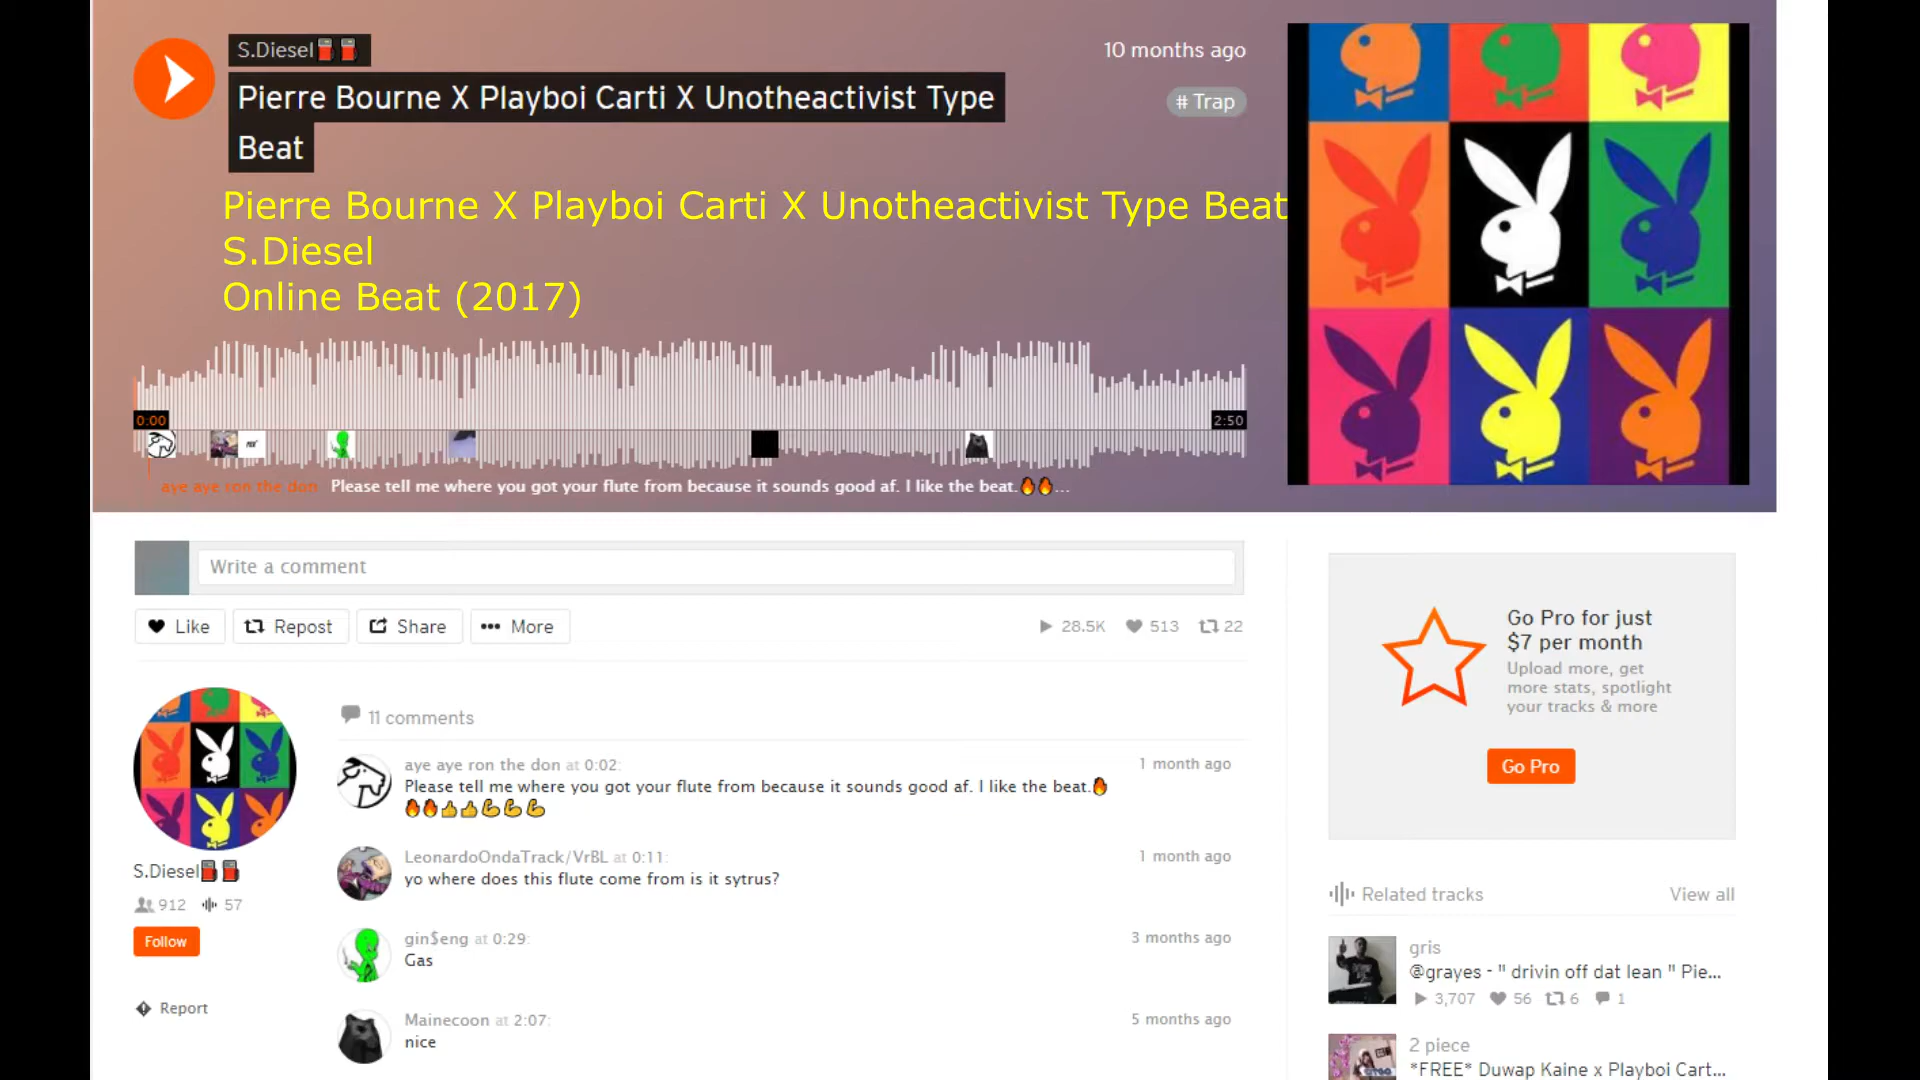 S.Diesel⛽⛽
10 months ago
Pierre Bourne X Playboi Carti X Unotheactivist Type
Beat
# Trap
Pierre Bourne X Playboi Carti X Unotheactivist Type Beat
S.Diesel
Online Beat (2017)
0:00
2:50
aye aye ron the don Please tell me where you got your flute from because it sounds good af. I like the beat.🔥🔥...
Write a comment
Like Repost Share More
28.5K 513 22
11 comments
aye aye ron the don at 0:02:
1 month ago
Please tell me where you got your flute from because it sounds good af. I like the beat.🔥
🔥🔥👍👍💪💪💪
LeonardoOndaTrack/VrBL at 0:11:
1 month ago
yo where does this flute come from is it sytrus?
gin$eng at 0:29:
3 months ago
Gas
Mainecoon at 2:07:
5 months ago
nice
S.Diesel⛽⛽
912 57
Follow
Report
Go Pro for just
$7 per month
Upload more, get
more stats, spotlight
your tracks & more
Go Pro
Related tracks
View all
gris
@grayes - " drivin off dat lean " Pie...
3,707 56 6 1
2 piece
*FREE* Duwap Kaine x Playboi Cart...